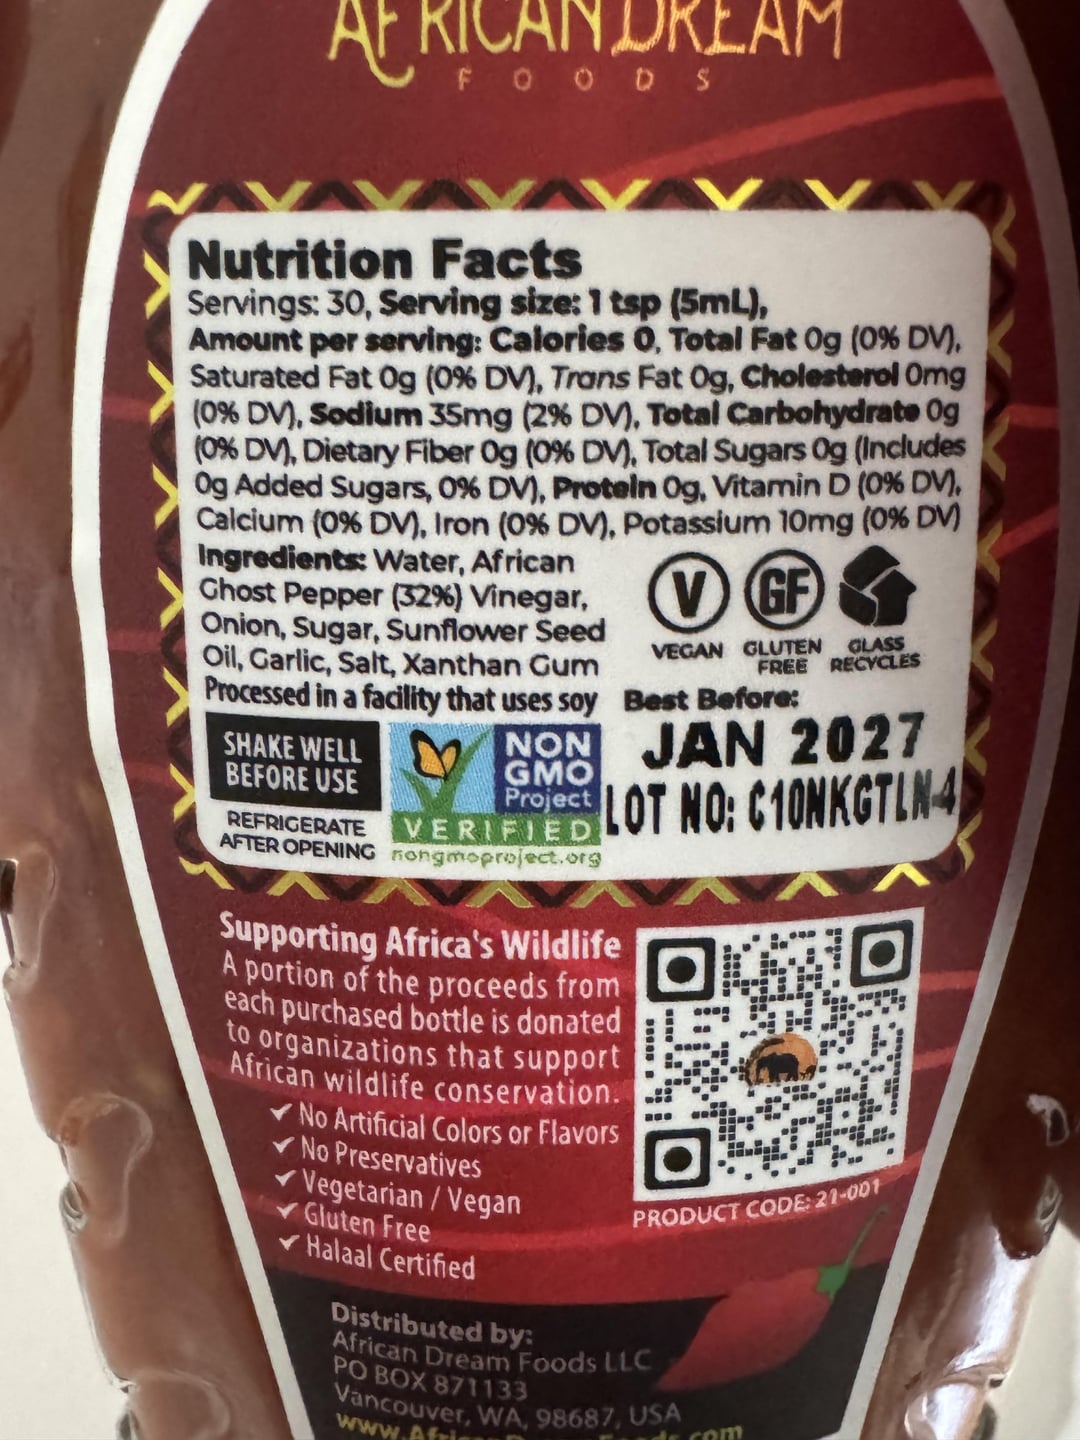 AFRICAN DREAM
FOODS
Nutrition Facts
Servings: 30, Serving size: 1 tsp (5mL),
Amount per serving: Calories 0, Total Fat 0g (0% DV),
Saturated Fat 0g (0% DV), Trans Fat 0g, Cholesterol 0mg
(0% DV), Sodium 35mg (2% DV), Total Carbohydrate 0g
(0% DV), Dietary Fiber 0g (0% DV), Total Sugars 0g (Includes
0g Added Sugars, 0% DV), Protein 0g, Vitamin D (0% DV),
Calcium (0% DV), Iron (0% DV), Potassium 10mg (0% DV)
Ingredients: Water, African
Ghost Pepper (32%) Vinegar,
Onion, Sugar, Sunflower Seed
Oil, Garlic, Salt, Xanthan Gum
Processed in a facility that uses soy
V
VEGAN
GF
GLUTEN
FREE
GLASS
RECYCLES
Best Before:
JAN 2027
LOT NO: C10NKGTLN-4
SHAKE WELL
BEFORE USE
REFRIGERATE
AFTER OPENING
NON
GMO
Project
VERIFIED
nongmoproject.org
Supporting Africa's Wildlife
A portion of the proceeds from
each purchased bottle is donated
to organizations that support
African wildlife conservation.
✓ No Artificial Colors or Flavors
✓ No Preservatives
✓ Vegetarian / Vegan
✓ Gluten Free
✓ Halaal Certified
PRODUCT CODE: 21-001
Distributed by:
African Dream Foods LLC
PO BOX 871133
Vancouver, WA, 98687, USA
www.AfricanDreamFoods.com